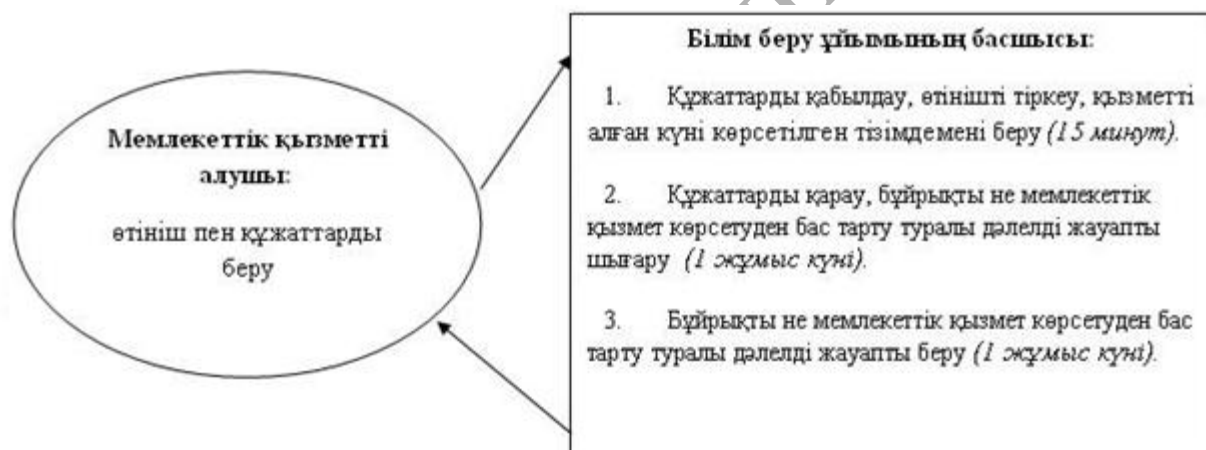 Мемлекеттік қызметті
алушы:
өтініш пен құжаттарды
беру
Білім беру ұйымының басшысы:
1. Құжаттарды қабылдау, өтінішті тіркеу, қызметті
алған күні көрсетілген тізімдемені беру (15 минут).
2. Құжаттарды қарау, бұйрықты не мемлекеттік
қызмет көрсетуден бас тарту туралы дәлелді жауапты
шығару (1 жұмыс күні).
3. Бұйрықты не мемлекеттік қызмет көрсетуден бас
тарту туралы дәлелді жауапты беру (1 жұмыс күні).